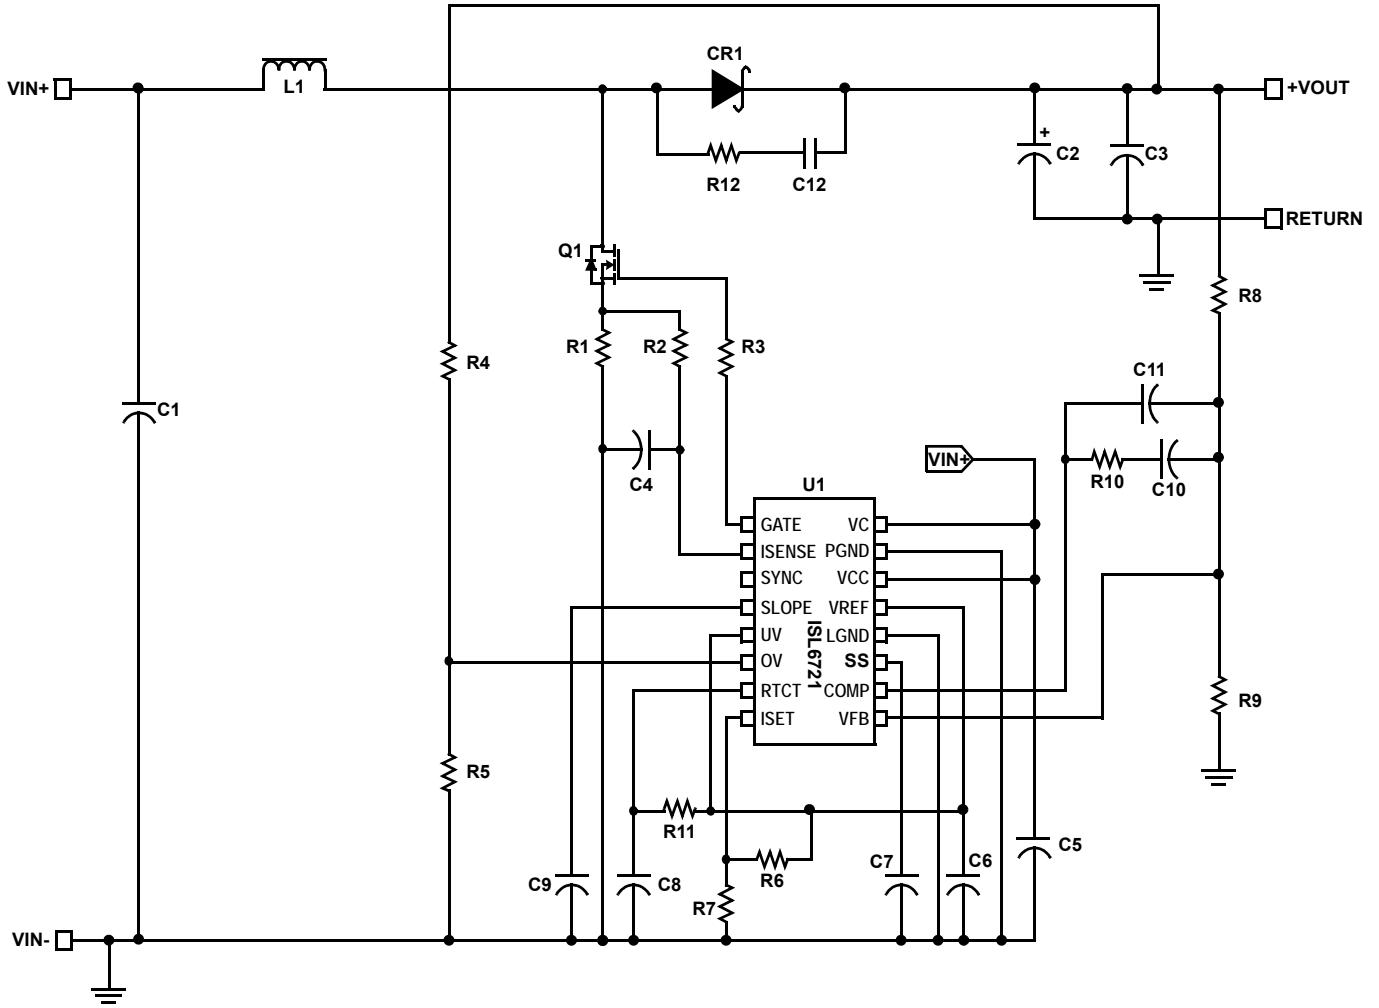 CR1
VIN+
L1
+VOUT
C2
+
C3
R12
C12
RETURN
Q1
R8
R1
R2
R3
R4
C11
C1
VIN+
R10
C10
C4
U1
GATE
VC
ISENSE
PGND
SYNC
VCC
SLOPE
VREF
UV
LGND
OV
SS
RTCT
COMP
ISET
VFB
ISL6721
R9
R5
R11
C5
R6
C7
C6
C9
C8
R7
VIN-